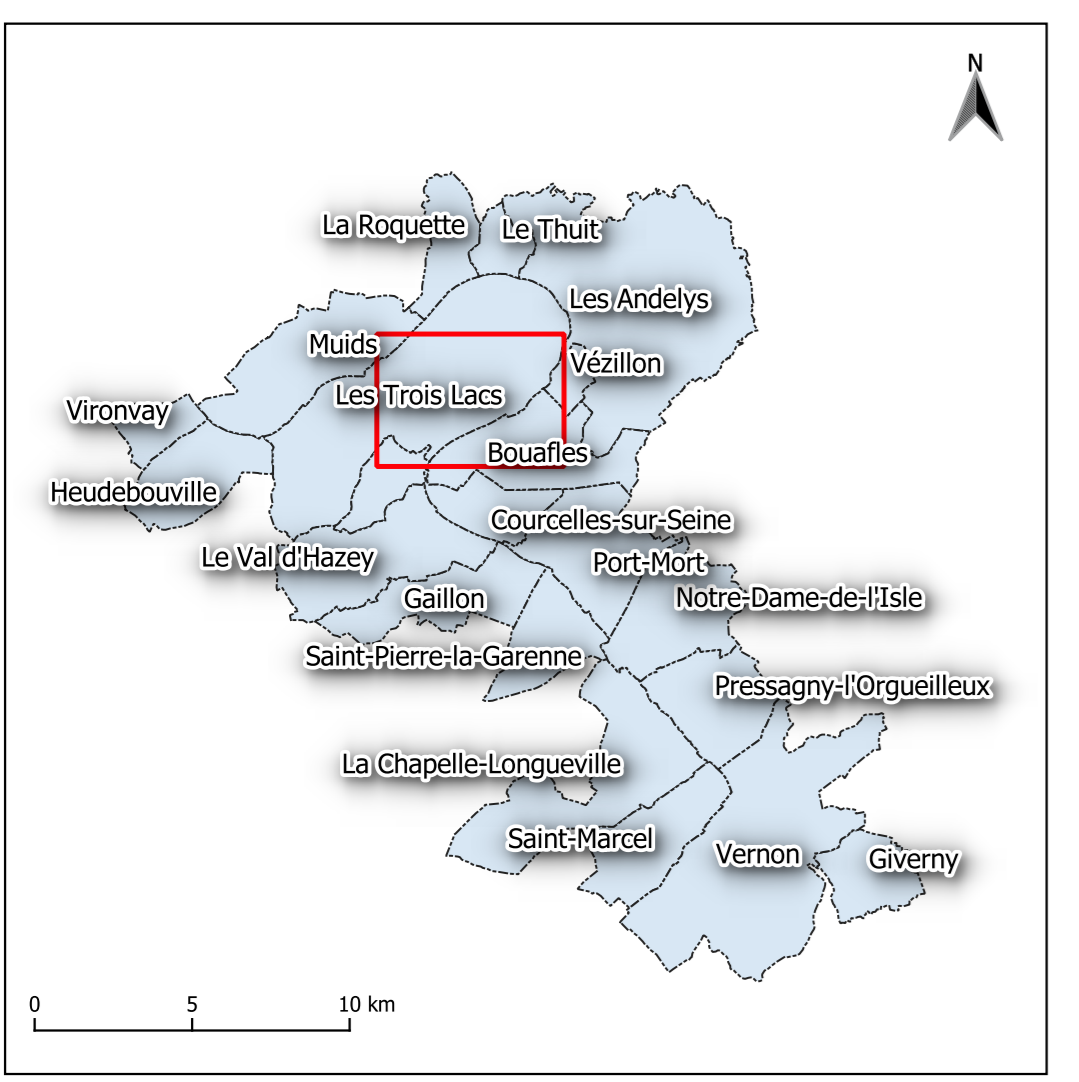 N
La Roquette
Le Thuit
Les Andelys
Muids
Vézillon
Les Trois Lacs
Vironvay
Bouafles
Heudebouville
Courcelles-sur-Seine
Le Val d'Hazey
Port-Mort
Gaillon
Notre-Dame-de-l'Isle
Saint-Pierre-la-Garenne
Pressagny-l'Orgueilleux
La Chapelle-Longueville
Saint-Marcel
Vernon
Giverny
0 5 10 km